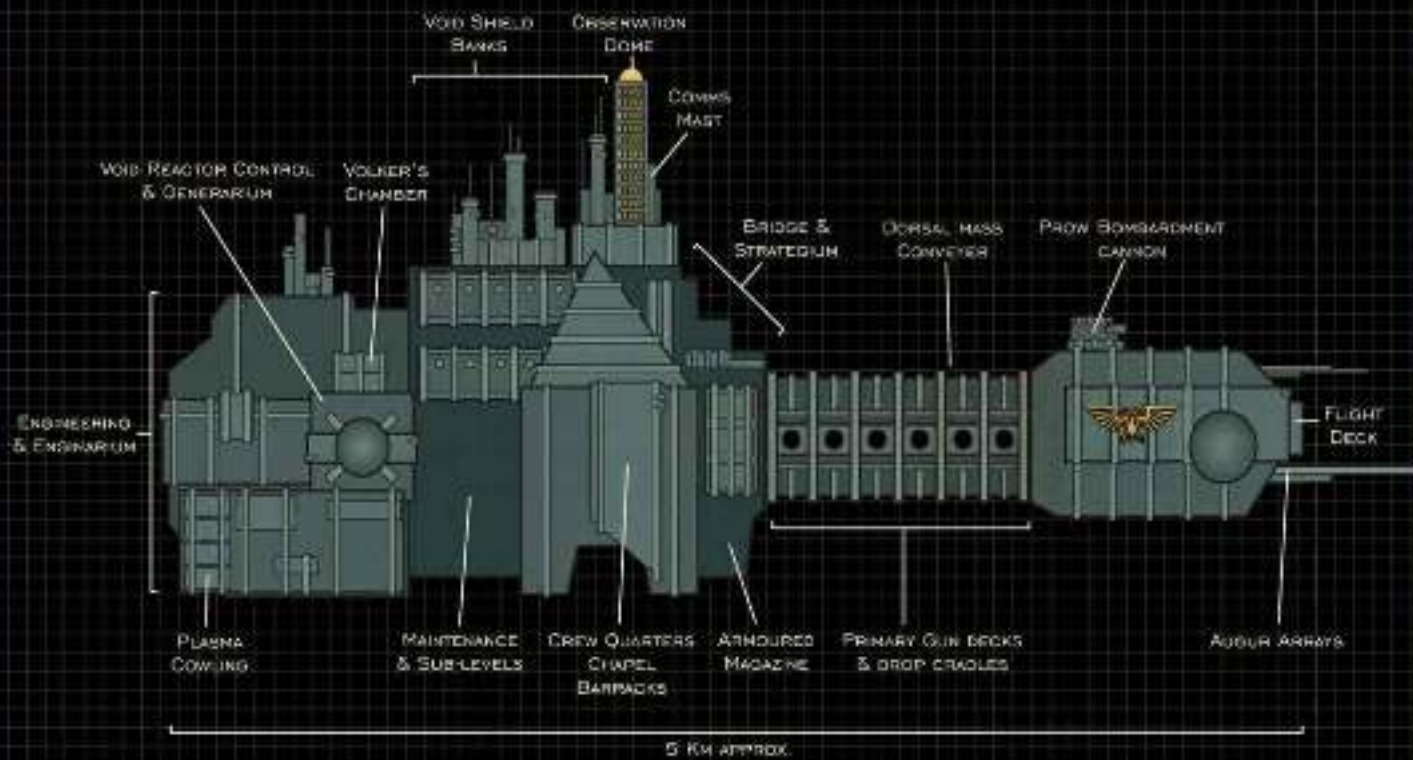 Void Shield
Banks
Observation
Dome
Comms
Mast
Void Reactor Control
& Generarium
Volker's
Chamber
Bridge &
Strategium
Dorsal mass
Conveyer
Prow Bombardment
cannon
Engineering
& Enginarium
Flight
Deck
Plasma
Cowling
Maintenance
& Sub-levels
Crew Quarters
Chapel
Barracks
Armoured
Magazine
Primary Gun decks
& drop cradles
Augur Arrays
5 Km approx.